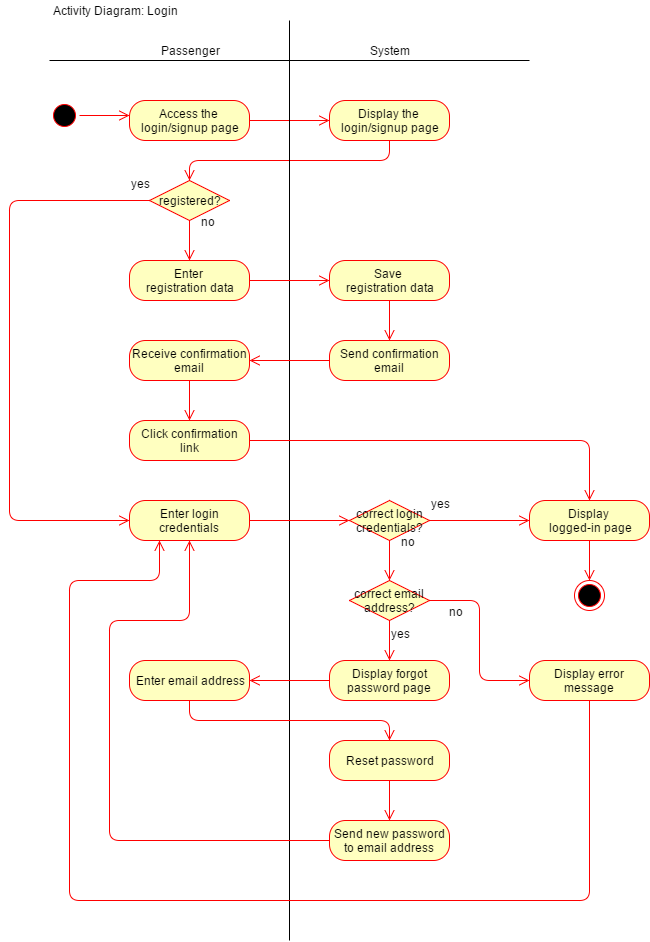 Activity Diagram: Login
Passenger
System
Access the
login/signup page
Display the
login/signup page
yes
registered?
no
Enter
registration data
Save
registration data
Receive confirmation
email
Send confirmation
email
Click confirmation
link
Enter login
credentials
correct login
credentials?
yes
no
Display
logged-in page
correct email
address?
no
yes
Enter email address
Display forgot
password page
Display error
message
Reset password
Send new password
to email address